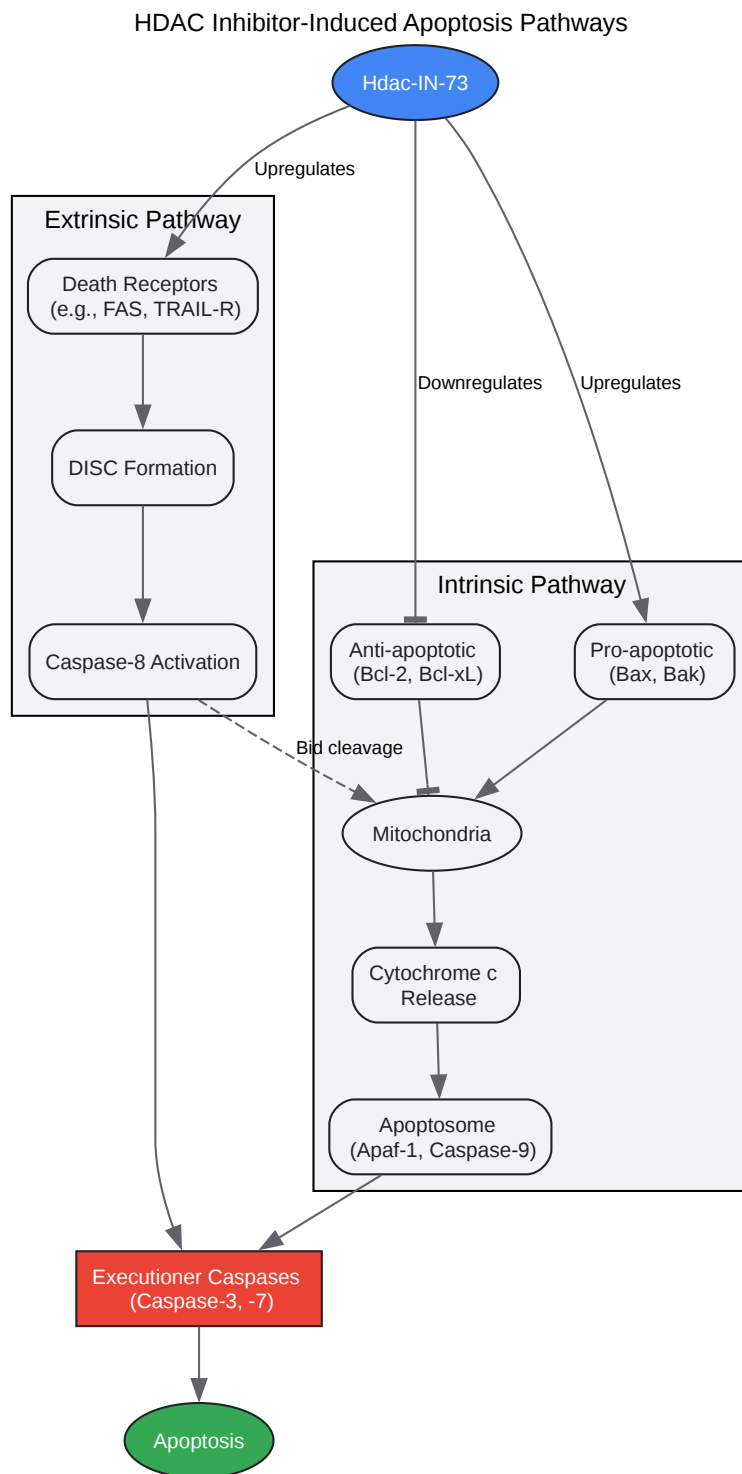 HDAC Inhibitor-Induced Apoptosis Pathways
Hdac-IN-73
Upregulates
Extrinsic Pathway
Death Receptors
(e.g., FAS, TRAIL-R)
Downregulates
Upregulates
DISC Formation
Intrinsic Pathway
Caspase-8 Activation
Anti-apoptotic
(Bcl-2, Bcl-xL)
Pro-apoptotic
(Bax, Bak)
Bid cleavage
Mitochondria
Cytochrome c
Release
Apoptosome
(Apaf-1, Caspase-9)
Executioner Caspases
(Caspase-3, -7)
Apoptosis